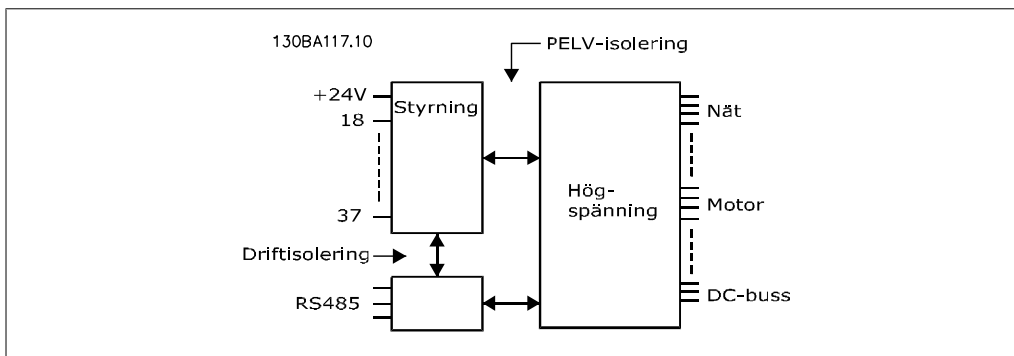 130BA117.10
PELV-isolering
+24V
Styrning
18
37
Hög-
spänning
Nät
Motor
DC-buss
Driftisolering
RS485